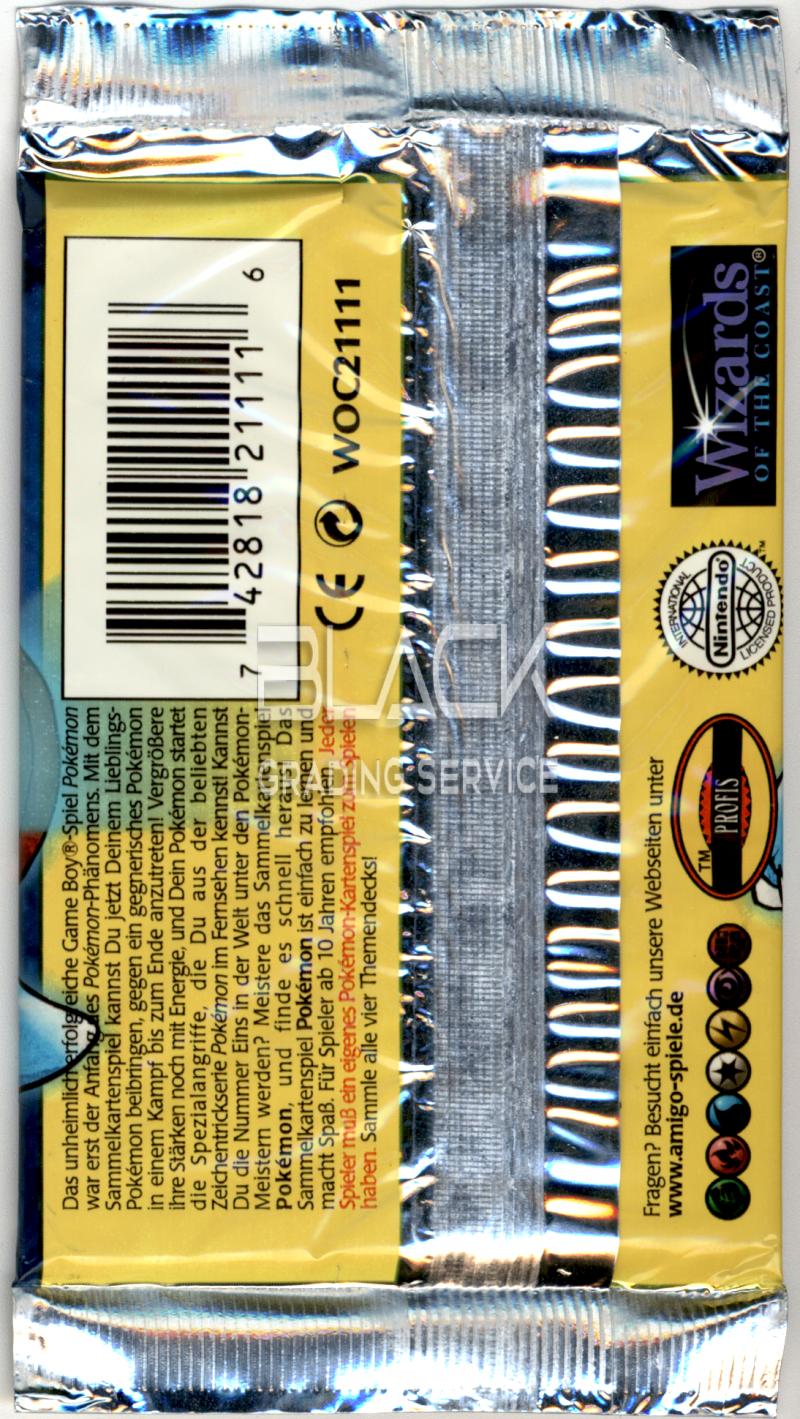 Das unheimlich erfolgreiche Game Boy®-Spiel Pokémon
war erst der Anfang des Pokémon-Phänomens. Mit dem
Sammelkartenspiel kannst Du jetzt Deinem Lieblings-
Pokémon beibringen, gegen ein gegnerisches Pokémon
in einem Kampf bis zum Ende anzutreten! Vergrößere
ihre Stärken noch mit Energie, und Dein Pokémon startet
die Spezialangriffe, die Du aus der beliebten
Zeichentrickserie Pokémon im Fernsehen kennst! Kannst
Du die Nummer Eins in der Welt unter den Pokémon-
Meistern werden? Meistere das Sammelkartenspiel
Pokémon, und finde es schnell heraus! Das
Sammelkartenspiel Pokémon ist einfach zu lernen und
macht Spaß. Für Spieler ab 10 Jahren empfohlen. Jeder
Spieler muß ein eigenes Pokémon-Kartenspiel zum Spielen
haben. Sammle alle vier Themendecks!
7 42818 21111 6
CE WOC21111
BLACK
GRADING SERVICE
Fragen? Besucht einfach unsere Webseiten unter
www.amigo-spiele.de
PROFIS
TM
INTERNATIONAL
Nintendo®
LICENSED PRODUCT
TM
Wizards
OF THE COAST®